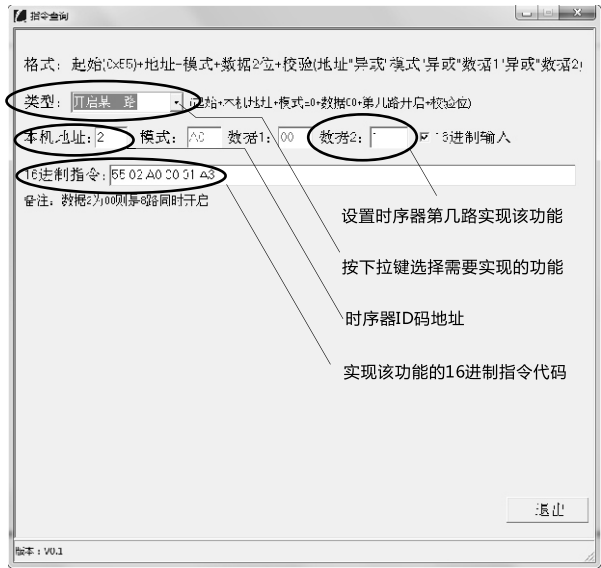 指令查询
格式: 起始(0x55)+地址-模式+数据2位+校验(地址"异或"模式"异或"数据1"异或"数据2)
类型: 开启某 路 (起始+本机地址+模式=0+数据00+第几路开启+校验位)
本机地址: 2 模式: A0 数据1: 00 数据2: 16进制输入
16进制指令: 55 02 A0 00 01 A3
备注: 数据2为00则是8路同时开启
设置时序器第几路实现该功能
按下拉键选择需要实现的功能
时序器ID码地址
实现该功能的16进制指令代码
退出
版本：V0.1